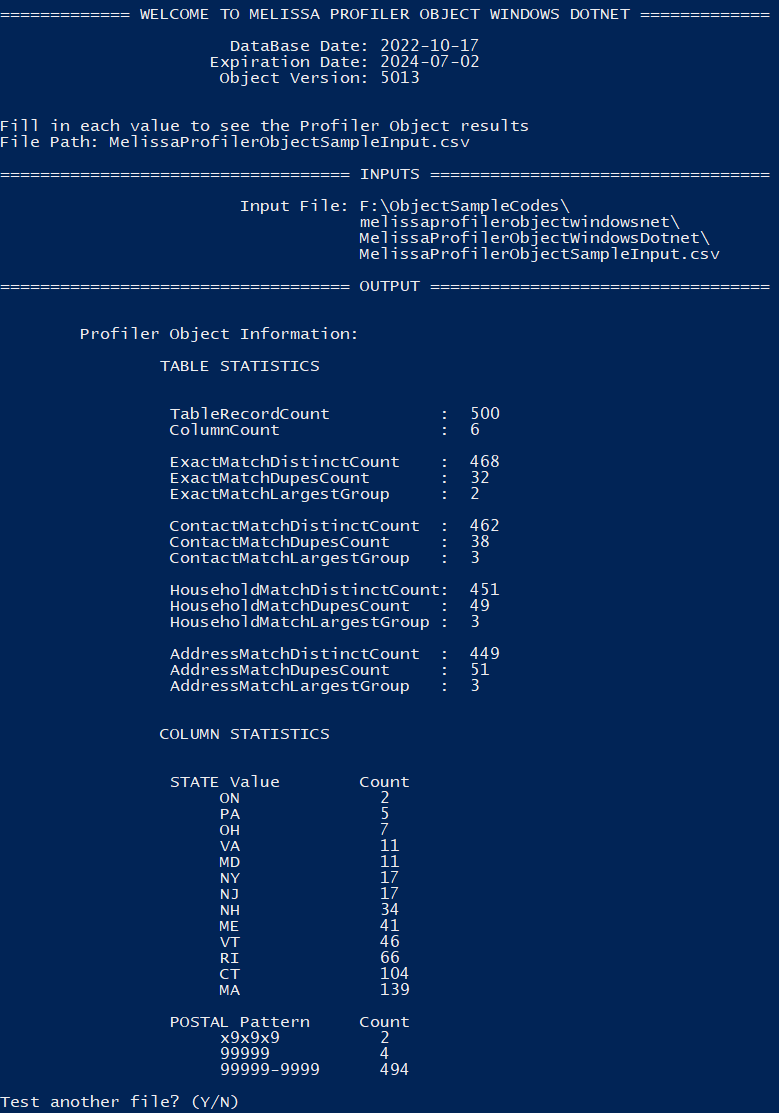 ============= WELCOME TO MELISSA PROFILER OBJECT WINDOWS DOTNET =============
DataBase Date: 2022-10-17
Expiration Date: 2024-07-02
Object Version: 5013
Fill in each value to see the Profiler Object results
File Path: MelissaProfilerObjectSampleInput.csv
=================================== INPUTS ==================================
Input File: F:\ObjectSampleCodes\
melissaprofilerobjectwindowsnet\
MelissaProfilerObjectWindowsDotnet\
MelissaProfilerObjectSampleInput.csv
=================================== OUTPUT ==================================
Profiler Object Information:
TABLE STATISTICS
TableRecordCount : 500
ColumnCount : 6
ExactMatchDistinctCount : 468
ExactMatchDupesCount : 32
ExactMatchLargestGroup : 2
ContactMatchDistinctCount : 462
ContactMatchDupesCount : 38
ContactMatchLargestGroup : 3
HouseholdMatchDistinctCount: 451
HouseholdMatchDupesCount : 49
HouseholdMatchLargestGroup : 3
AddressMatchDistinctCount : 449
AddressMatchDupesCount : 51
AddressMatchLargestGroup : 3
COLUMN STATISTICS
STATE Value Count
ON 2
PA 5
OH 7
VA 11
MD 11
NY 17
NJ 17
NH 34
ME 41
VT 46
RI 66
CT 104
MA 139
POSTAL Pattern Count
x9x9x9 2
99999 4
99999-9999 494
Test another file? (Y/N)